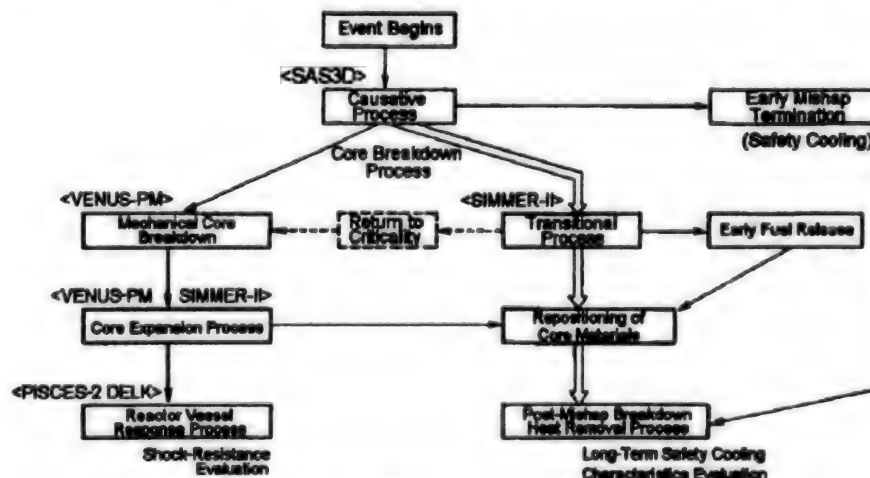 Event Begins
<SAS3D>
Causative
Process
Early Mishap
Termination
(Safety Cooling)
Core Breakdown
Process
<VENUS-PM>
<SIMMER-II>
Mechanical Core
Breakdown
Return to
Criticality
Transitional
Process
Early Fuel Release
<VENUS-PM SIMMER-II>
Core Expansion Process
Repositioning of
Core Materials
<PISCES-2 DELK>
Reactor Vessel
Response Process
Post-Mishap Breakdown
Heat Removal Process
Shock-Resistance
Evaluation
Long-Term Safety Cooling
Characteristics Evaluation